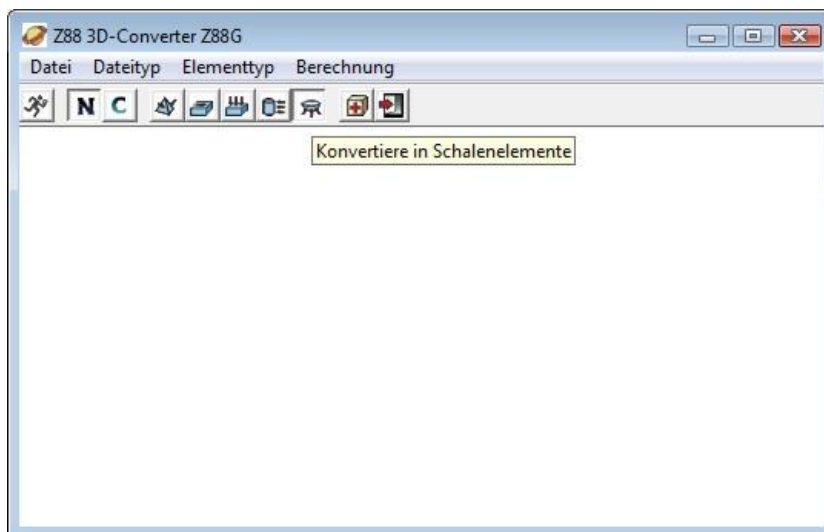 Z88 3D-Converter Z88G
Datei Dateityp Elementtyp Berechnung
N C
Konvertiere in Schalenelemente